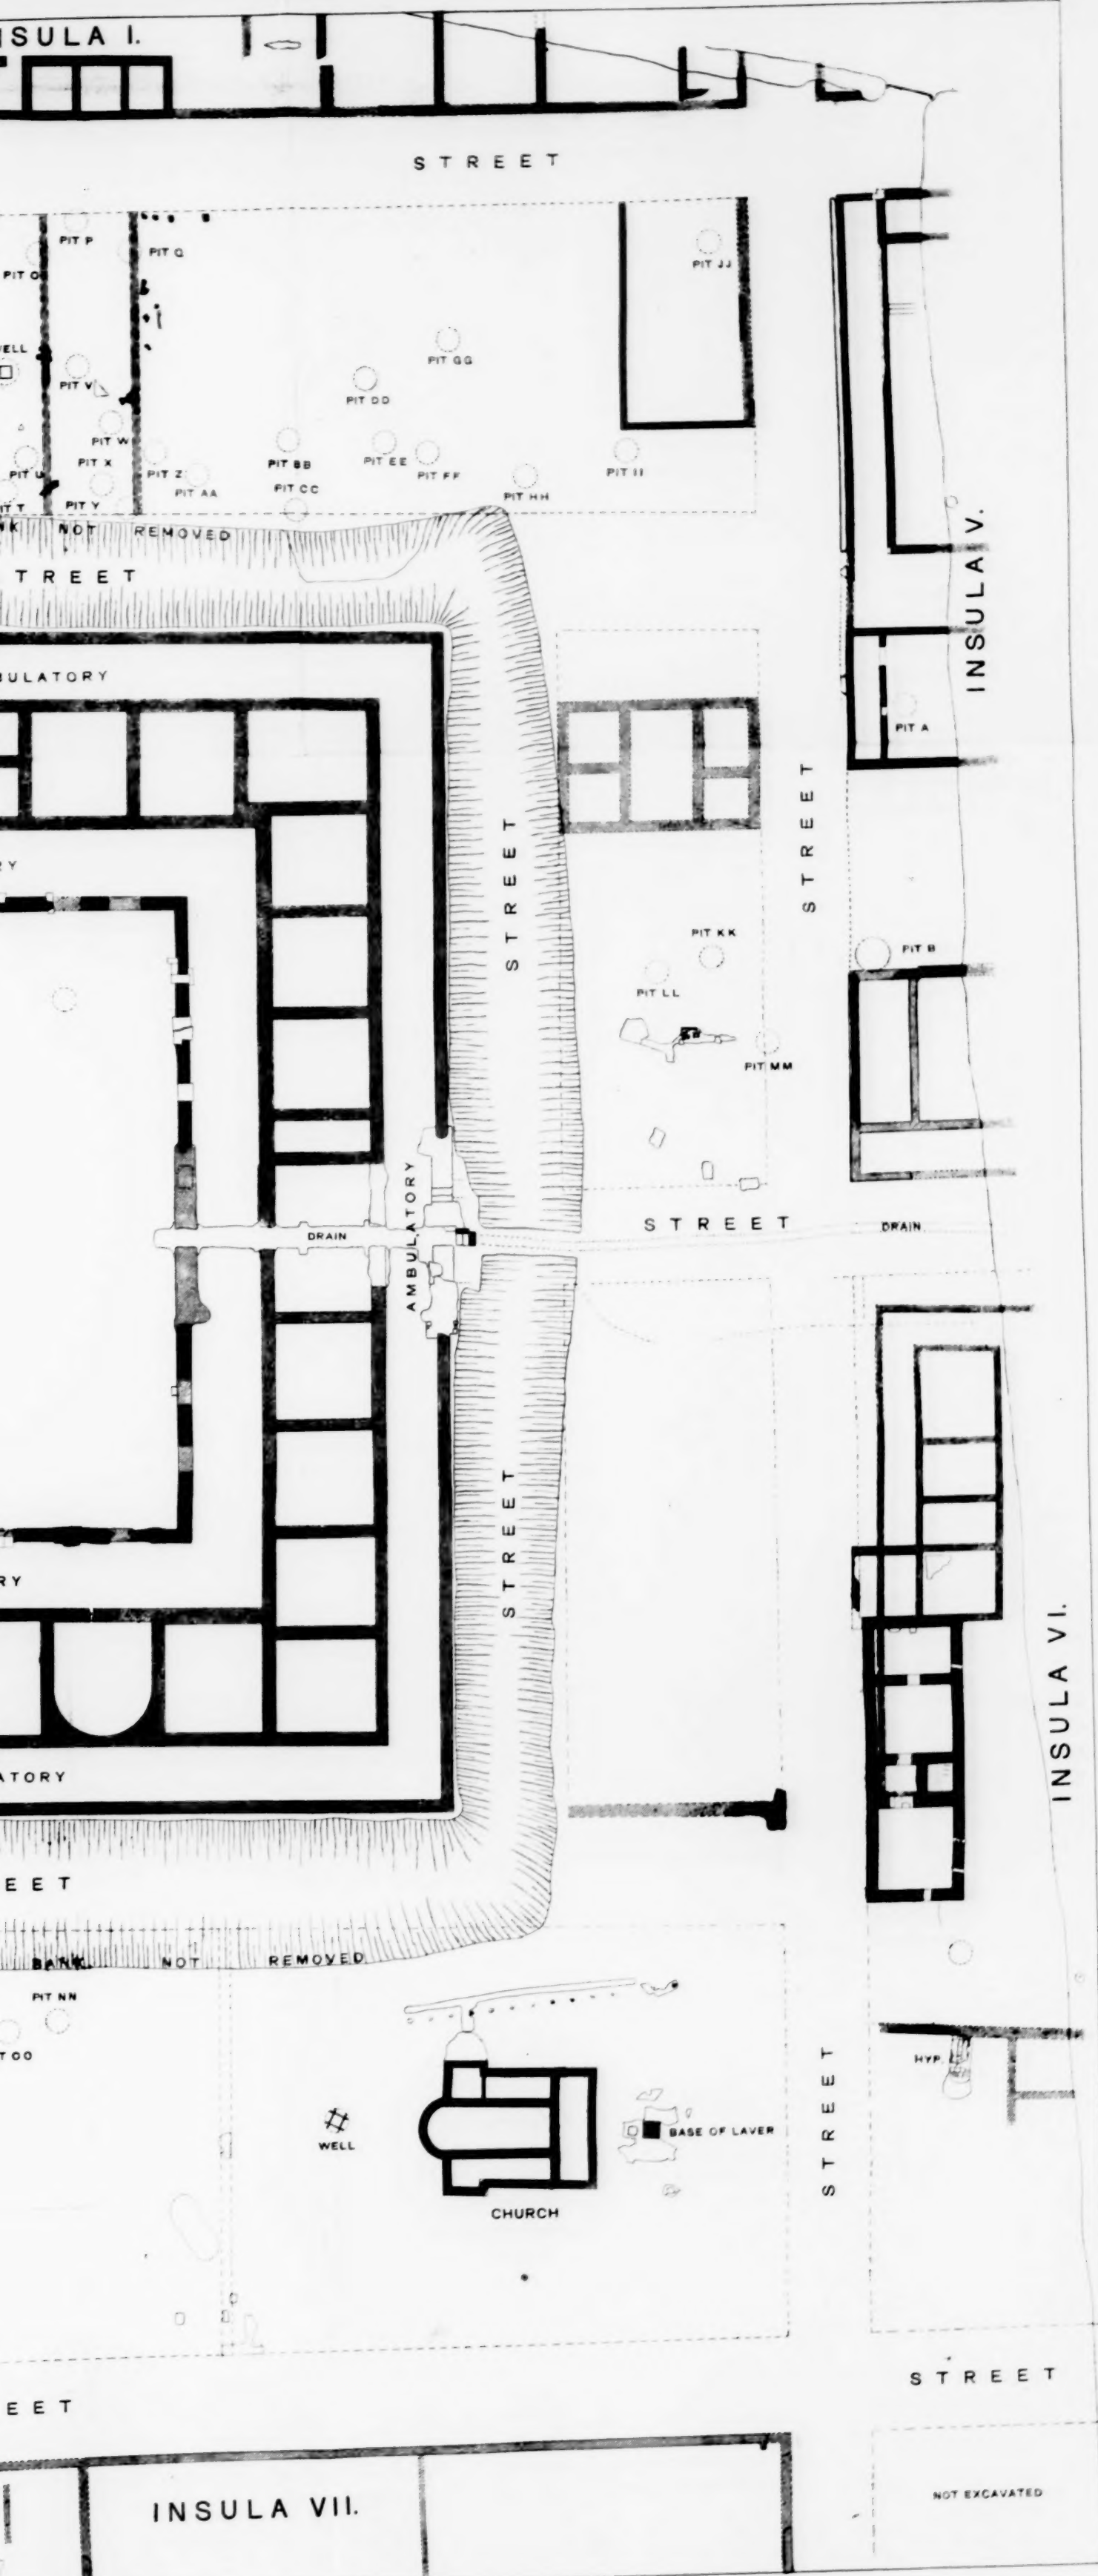 INSULA I.
STREET
PIT P
PIT Q
PIT O
PIT JJ
PIT GG
PIT V
PIT DD
PIT W
PIT X
PIT U
PIT Z
PIT AA
PIT BB
PIT CC
PIT EE
PIT FF
PIT HH
PIT II
PIT Y
NOT REMOVED
TREET
BULATORY
INSULA V.
PIT A
STREET
STREET
RY
PIT KK
PIT B
PIT LL
PIT MM
AMBULATORY
STREET
DRAIN
DRAIN
STREET
RY
INSULA VI.
ATORY
EET
BANK NOT REMOVED
PIT NN
T OO
HYP.
STREET
WELL
BASE OF LAVER
CHURCH
STREET
EET
NOT EXCAVATED
INSULA VII.